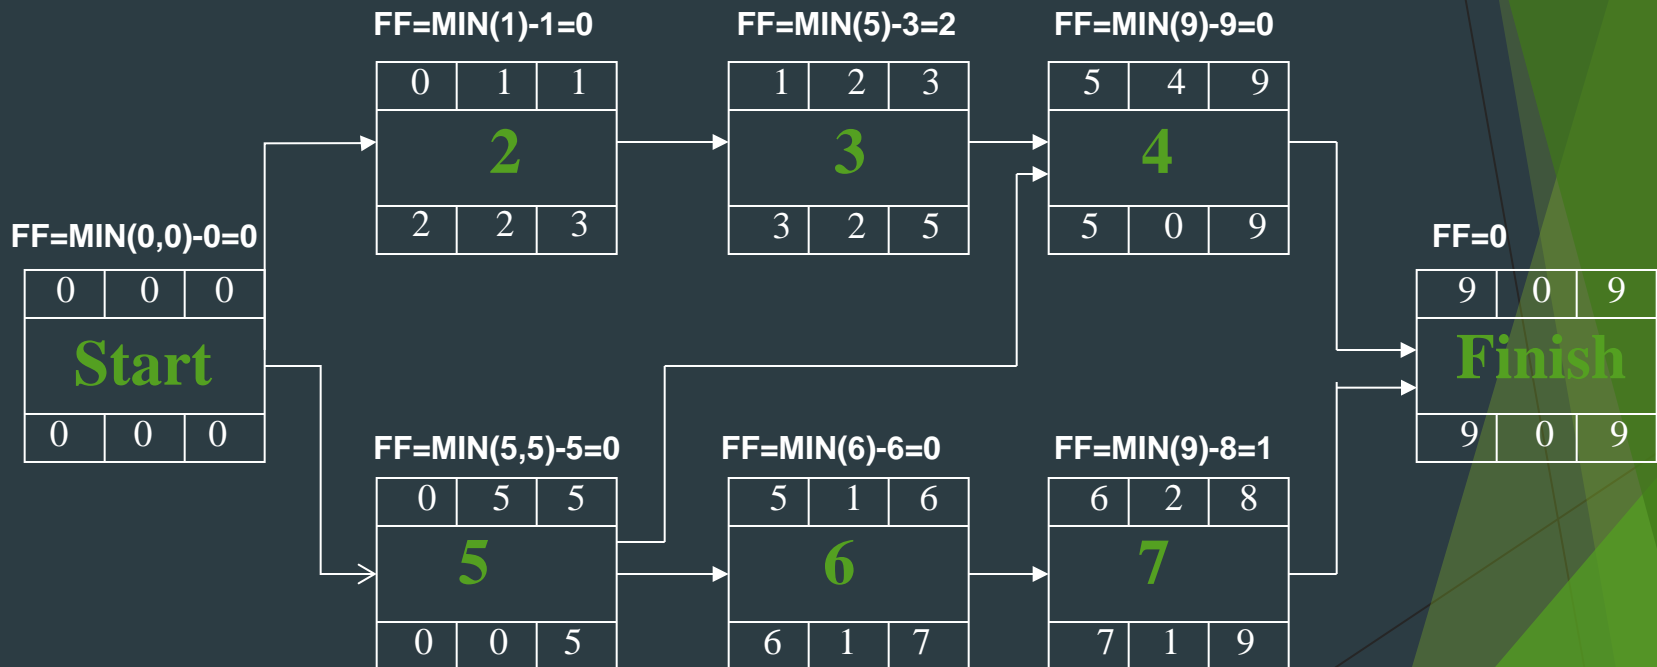 FF=MIN(1)-1=0 FF=MIN(5)-3=2 FF=MIN(9)-9=0
0 1 1 1 2 3 5 4 9
2 3 4
2 2 3 3 2 5 5 0 9
FF=MIN(0,0)-0=0 FF=0
0 0 0 9 0 9
Start Finish
0 0 0 9 0 9
FF=MIN(5,5)-5=0 FF=MIN(6)-6=0 FF=MIN(9)-8=1
0 5 5 5 1 6 6 2 8
5 6 7
0 0 5 6 1 7 7 1 9